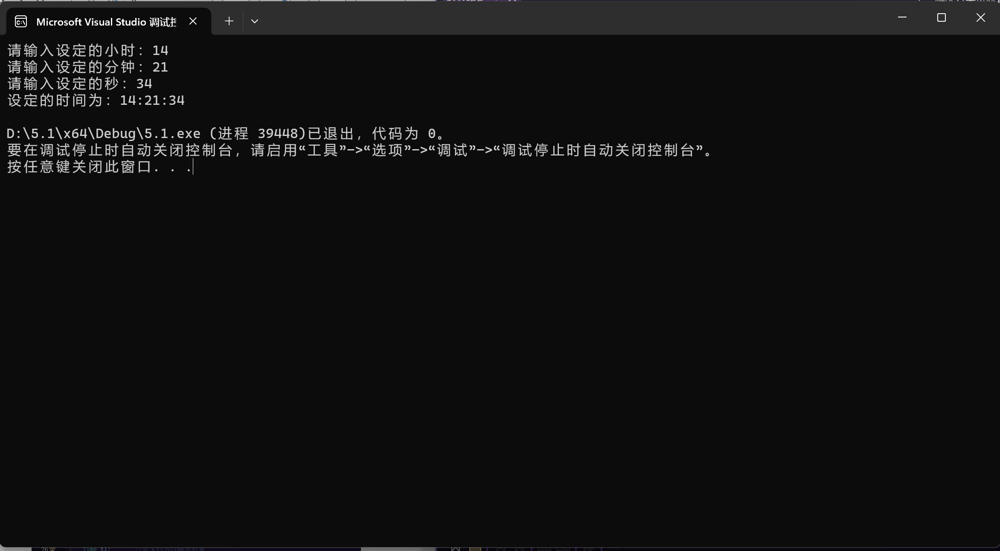 Microsoft Visual Studio 调试
请输入设定的小时：14
请输入设定的分钟：21
请输入设定的秒：34
设定的时间为：14:21:34
D:\5.1\x64\Debug\5.1.exe (进程 39448)已退出，代码为 0。
要在调试停止时自动关闭控制台，请启用“工具”->“选项”->“调试”->“调试停止时自动关闭控制台”。
按任意键关闭此窗口. . .
26
Time t1;